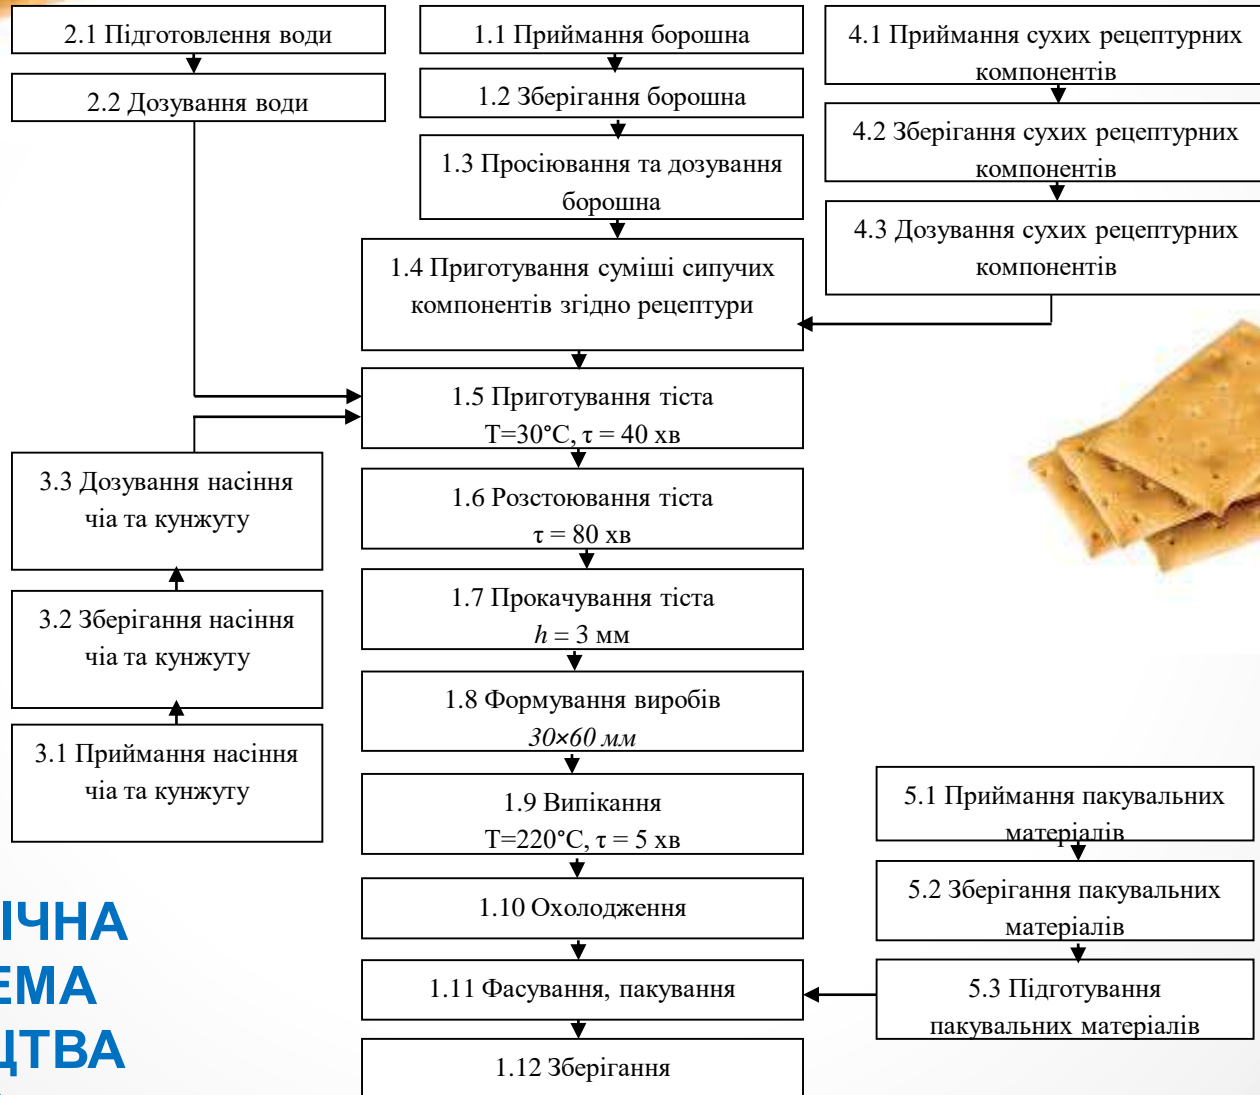 2.1 Підготовлення води
2.2 Дозування води
1.1 Приймання борошна
1.2 Зберігання борошна
1.3 Просіювання та дозування
борошна
4.1 Приймання сухих рецептурних
компонентів
4.2 Зберігання сухих рецептурних
компонентів
4.3 Дозування сухих рецептурних
компонентів
1.4 Приготування суміші сипучих
компонентів згідно рецептури
1.5 Приготування тіста
Т=30°С, τ = 40 хв
1.6 Розстоювання тіста
τ = 80 хв
1.7 Прокачування тіста
h = 3 мм
1.8 Формування виробів
30×60 мм
1.9 Випікання
Т=220°С, τ = 5 хв
1.10 Охолодження
1.11 Фасування, пакування
1.12 Зберігання
3.3 Дозування насіння
чіа та кунжуту
3.2 Зберігання насіння
чіа та кунжуту
3.1 Приймання насіння
чіа та кунжуту
5.1 Приймання пакувальних
матеріалів
5.2 Зберігання пакувальних
матеріалів
5.3 Підготування
пакувальних матеріалів
ІЧНА
ЕМА
ЦТВА